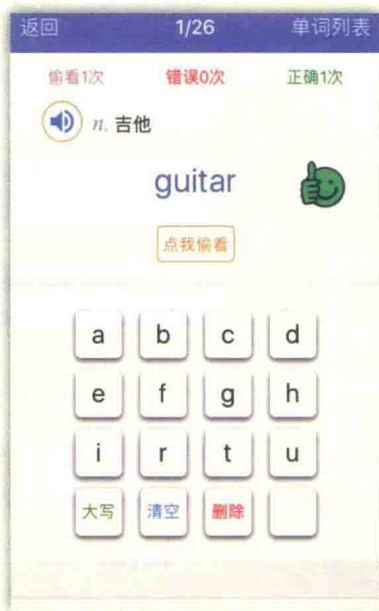 返回 1/26 单词列表
偷看1次 错误0次 正确1次
n. 吉他
guitar
点我偷看
a b c d
e f g h
i r t u
大写 清空 删除